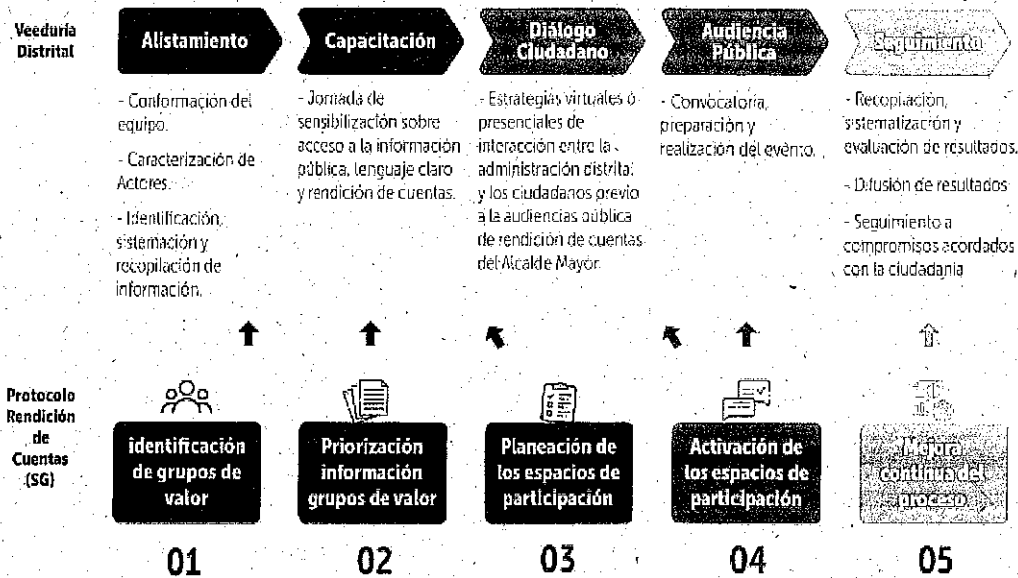 Veeduría
Distrital
Alistamiento
Capacitación
Diálogo
Ciudadano
Audiencia
Pública
Seguimiento
- Conformación del
equipo.
- Caracterización de
Actores.
- Identificación,
sistemación y
recopilación de
información.
- Jornada de
sensibilización sobre
acceso a la información
pública, lenguaje claro
y rendición de cuentas.
- Estrategias virtuales o
presenciales de
interacción entre la
administración distrital
y los ciudadanos previo
a la audiencias pública
de rendición de cuentas
del Alcalde Mayor.
- Convocatoria,
preparación y
realización del evento.
- Recopilación,
sistematización y
evaluación de resultados.
- Difusión de resultados
- Seguimiento a
compromisos acordados
con la ciudadanía
Protocolo
Rendición
de
Cuentas
(SG)
identificación
de grupos de
valor
Priorización
información
grupos de valor
Planeación de
los espacios de
participación
Activación de
los espacios de
participación
Mejora
continua del
proceso
01
02
03
04
05